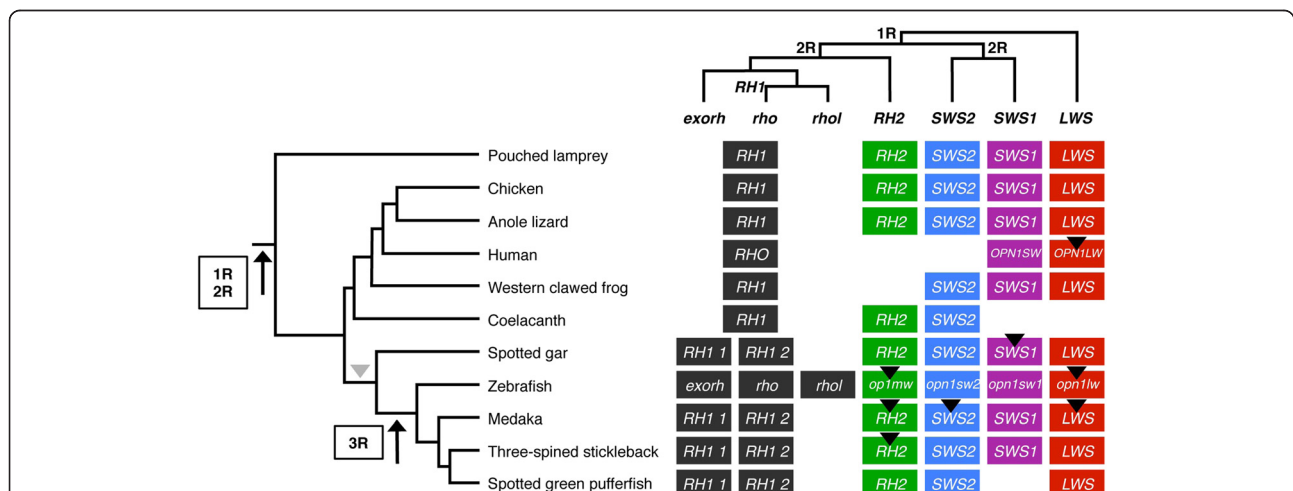 1R
2R
2R
RH1
exorh rho rhol RH2 SWS2 SWS1 LWS
Pouched lamprey RH1 RH2 SWS2 SWS1 LWS
Chicken RH1 RH2 SWS2 SWS1 LWS
Anole lizard RH1 RH2 SWS2 SWS1 LWS
Human RHO OPN1SW OPN1LW
1R
2R
Western clawed frog RH1 SWS2 SWS1 LWS
Coelacanth RH1 RH2 SWS2
Spotted gar RH1 1 RH1 2 RH2 SWS2 SWS1 LWS
Zebrafish exorh rho rhol op1mw opn1sw2 opn1sw1 opn1lw
Medaka RH1 1 RH1 2 RH2 SWS2 SWS1 LWS
3R
Three-spined stickleback RH1 1 RH1 2 RH2 SWS2 SWS1 LWS
Spotted green pufferfish RH1 1 RH1 2 RH2 SWS2 LWS